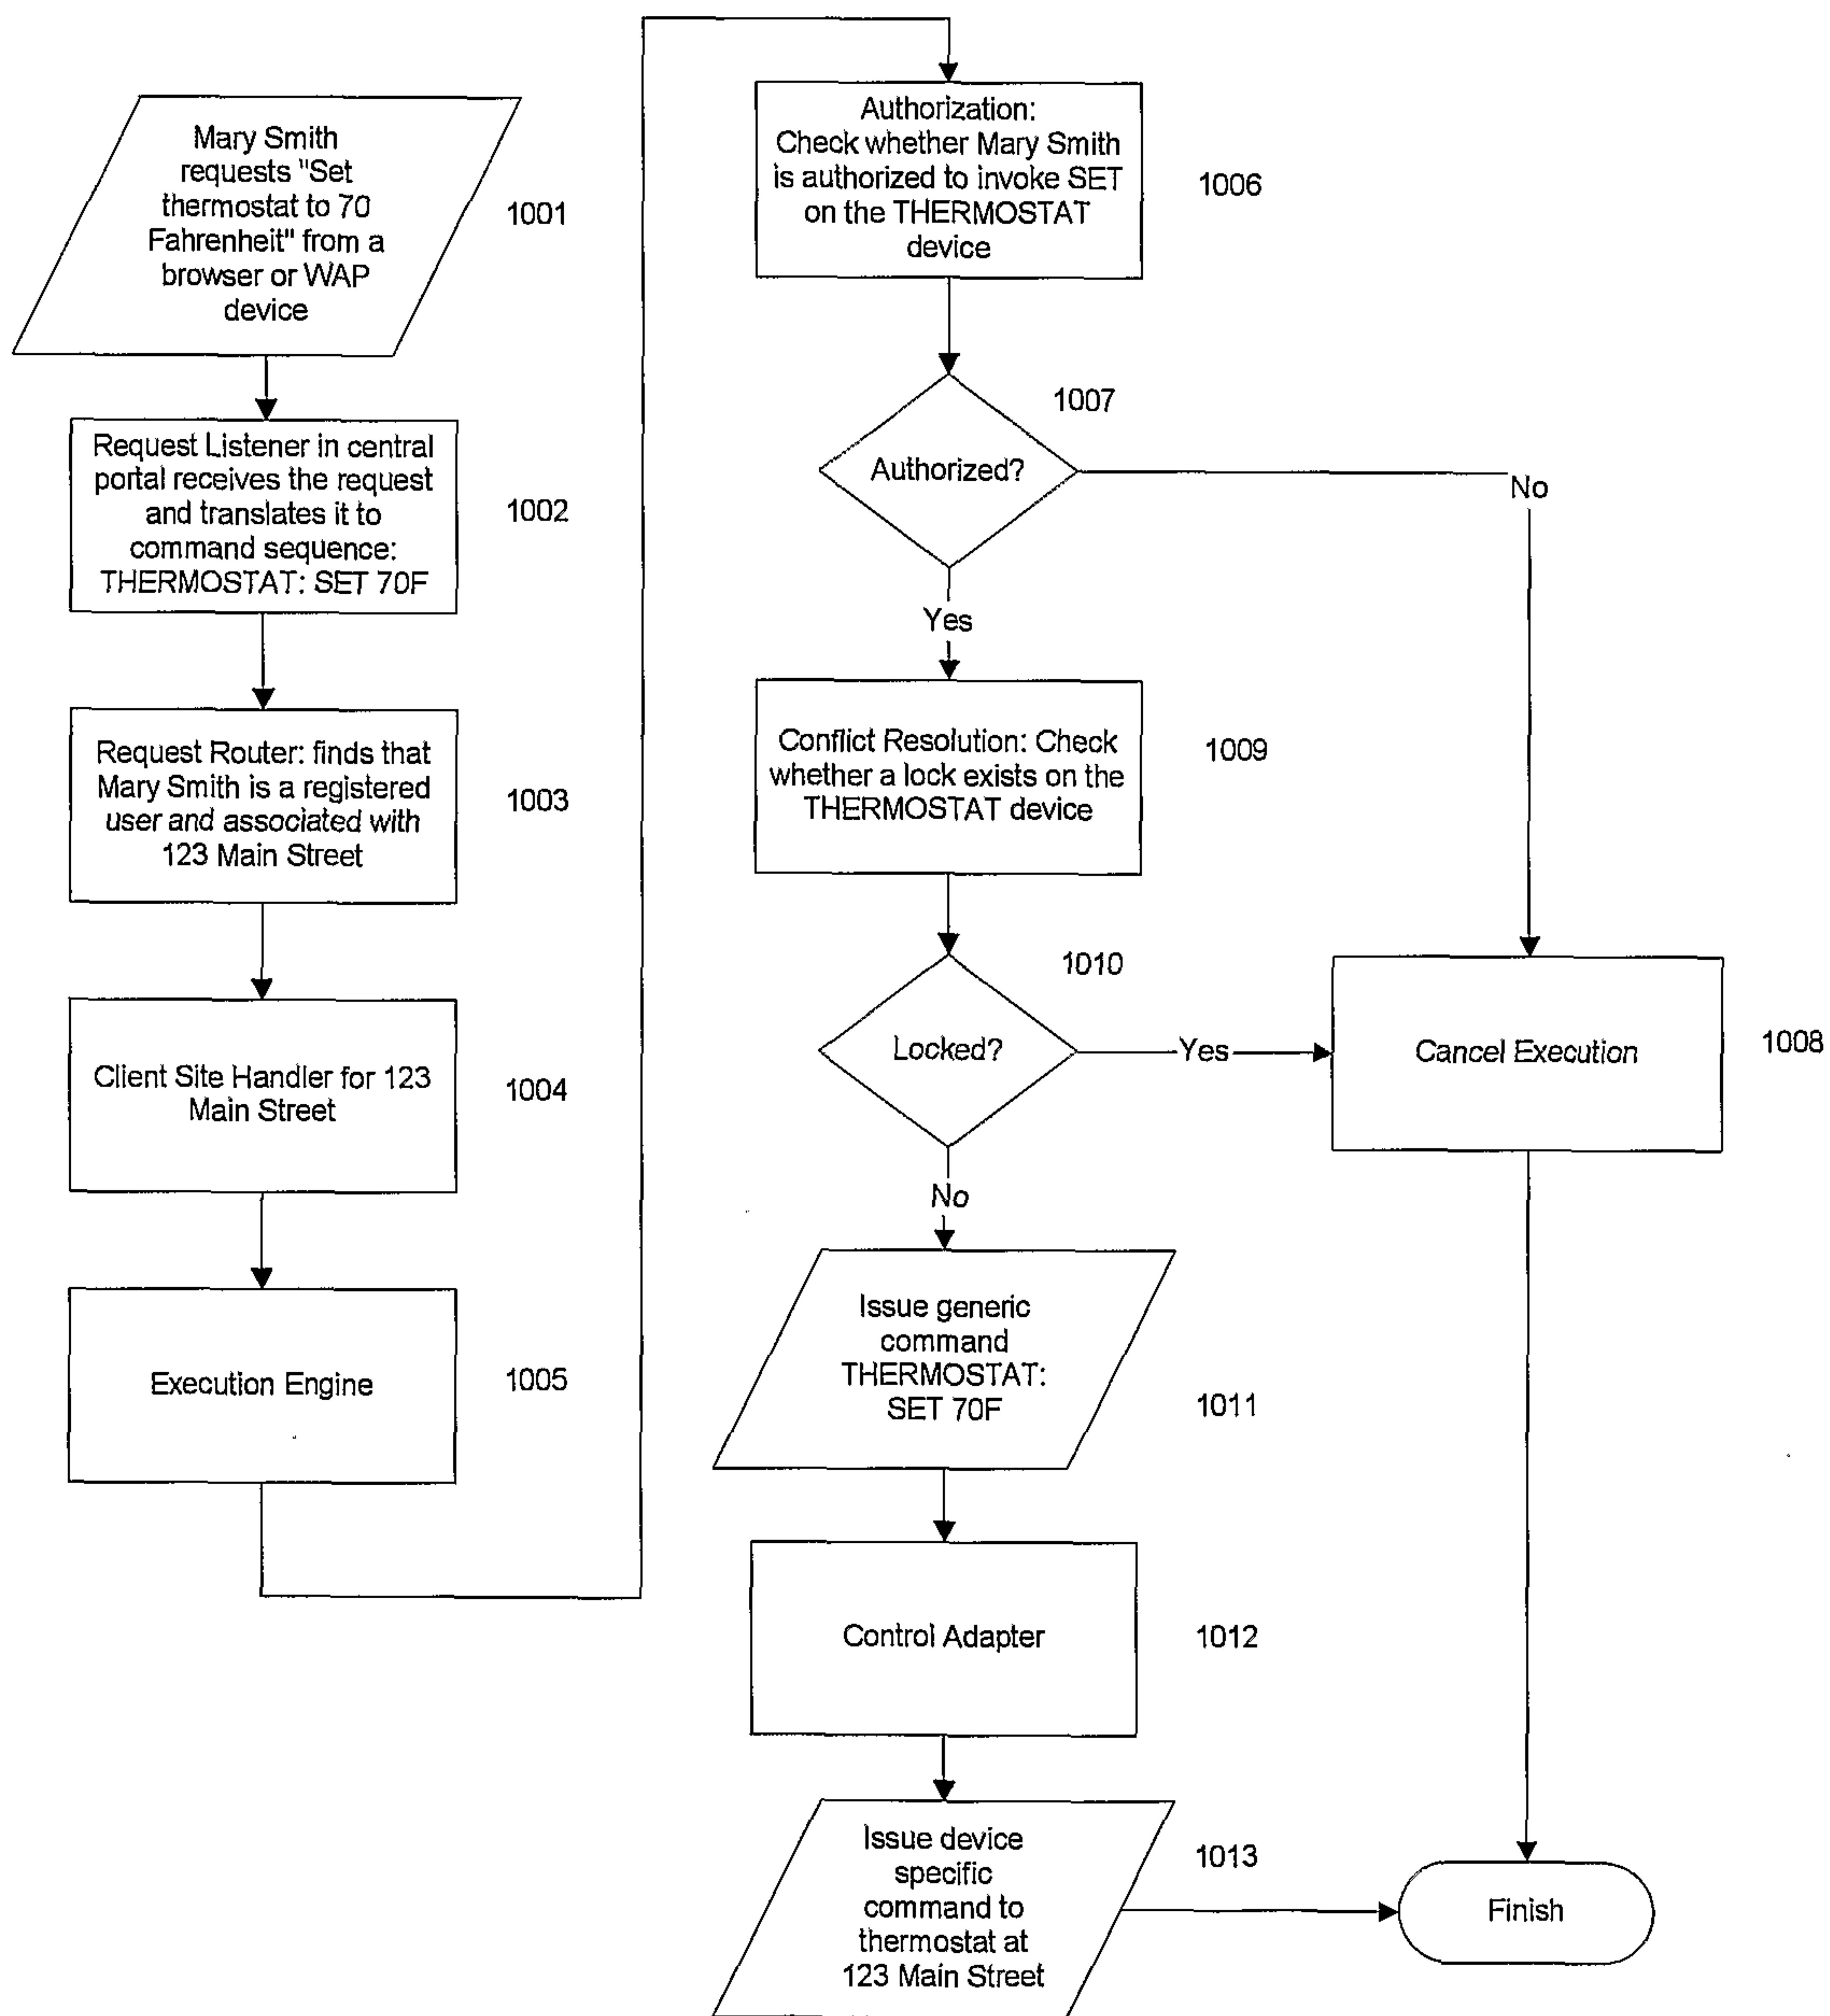 Mary Smith
requests "Set
thermostat to 70
Fahrenheit" from a
browser or WAP
device
1001
Request Listener in central
portal receives the request
and translates it to
command sequence:
THERMOSTAT: SET 70F
1002
Request Router: finds that
Mary Smith is a registered
user and associated with
123 Main Street
1003
Client Site Handler for 123
Main Street
1004
Execution Engine
1005
Authorization:
Check whether Mary Smith
is authorized to invoke SET
on the THERMOSTAT
device
1006
1007
Authorized?
No
Yes
Conflict Resolution: Check
whether a lock exists on the
THERMOSTAT device
1009
1010
Locked?
Yes
Cancel Execution
1008
No
Issue generic
command
THERMOSTAT:
SET 70F
1011
Control Adapter
1012
Issue device
specific
command to
thermostat at
123 Main Street
1013
Finish